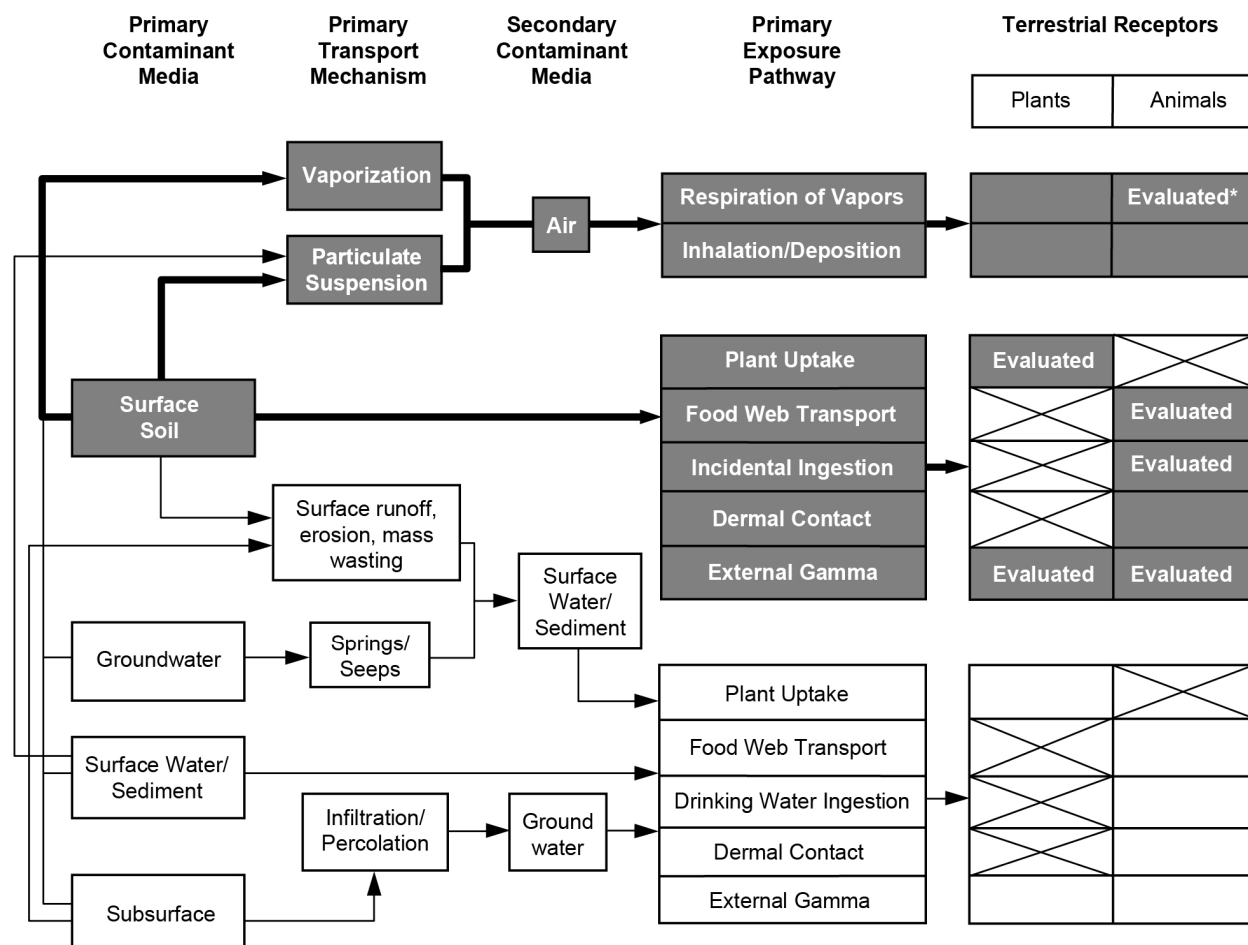 Primary
Contaminant
Media
Primary
Transport
Mechanism
Secondary
Contaminant
Media
Primary
Exposure
Pathway
Terrestrial Receptors
Plants
Animals
Vaporization
Particulate
Suspension
Air
Respiration of Vapors
Inhalation/Deposition
Evaluated*
Surface
Soil
Plant Uptake
Food Web Transport
Incidental Ingestion
Dermal Contact
External Gamma
Evaluated
Evaluated
Evaluated
Evaluated
Evaluated
Surface runoff,
erosion, mass
wasting
Surface
Water/
Sediment
Groundwater
Springs/
Seeps
Surface Water/
Sediment
Infiltration/
Percolation
Ground
water
Subsurface
Plant Uptake
Food Web Transport
Drinking Water Ingestion
Dermal Contact
External Gamma